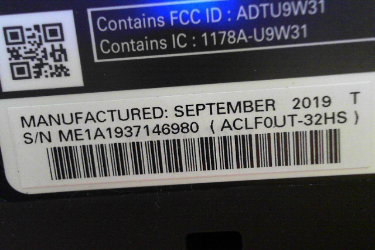 Contains FCC ID : ADTU9W31
Contains IC : 1178A-U9W31
MANUFACTURED: SEPTEMBER 2019 T
S/N ME1A1937146980 ( ACLF0UT-32HS )